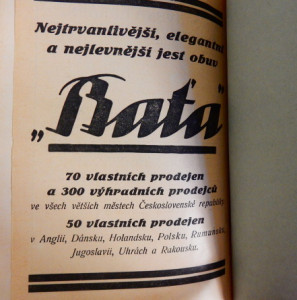 Nejtrvanlivější, elegantní
a nejlevnější jest obuv
„Baťa"
70 vlastních prodejen
a 300 výhradních prodejců
ve všech větších městech Československé republiky
50 vlastních prodejen
v Anglii, Dánsku, Holandsku, Polsku, Rumunsku,
Jugoslavii, Uhrách a Rakousku.